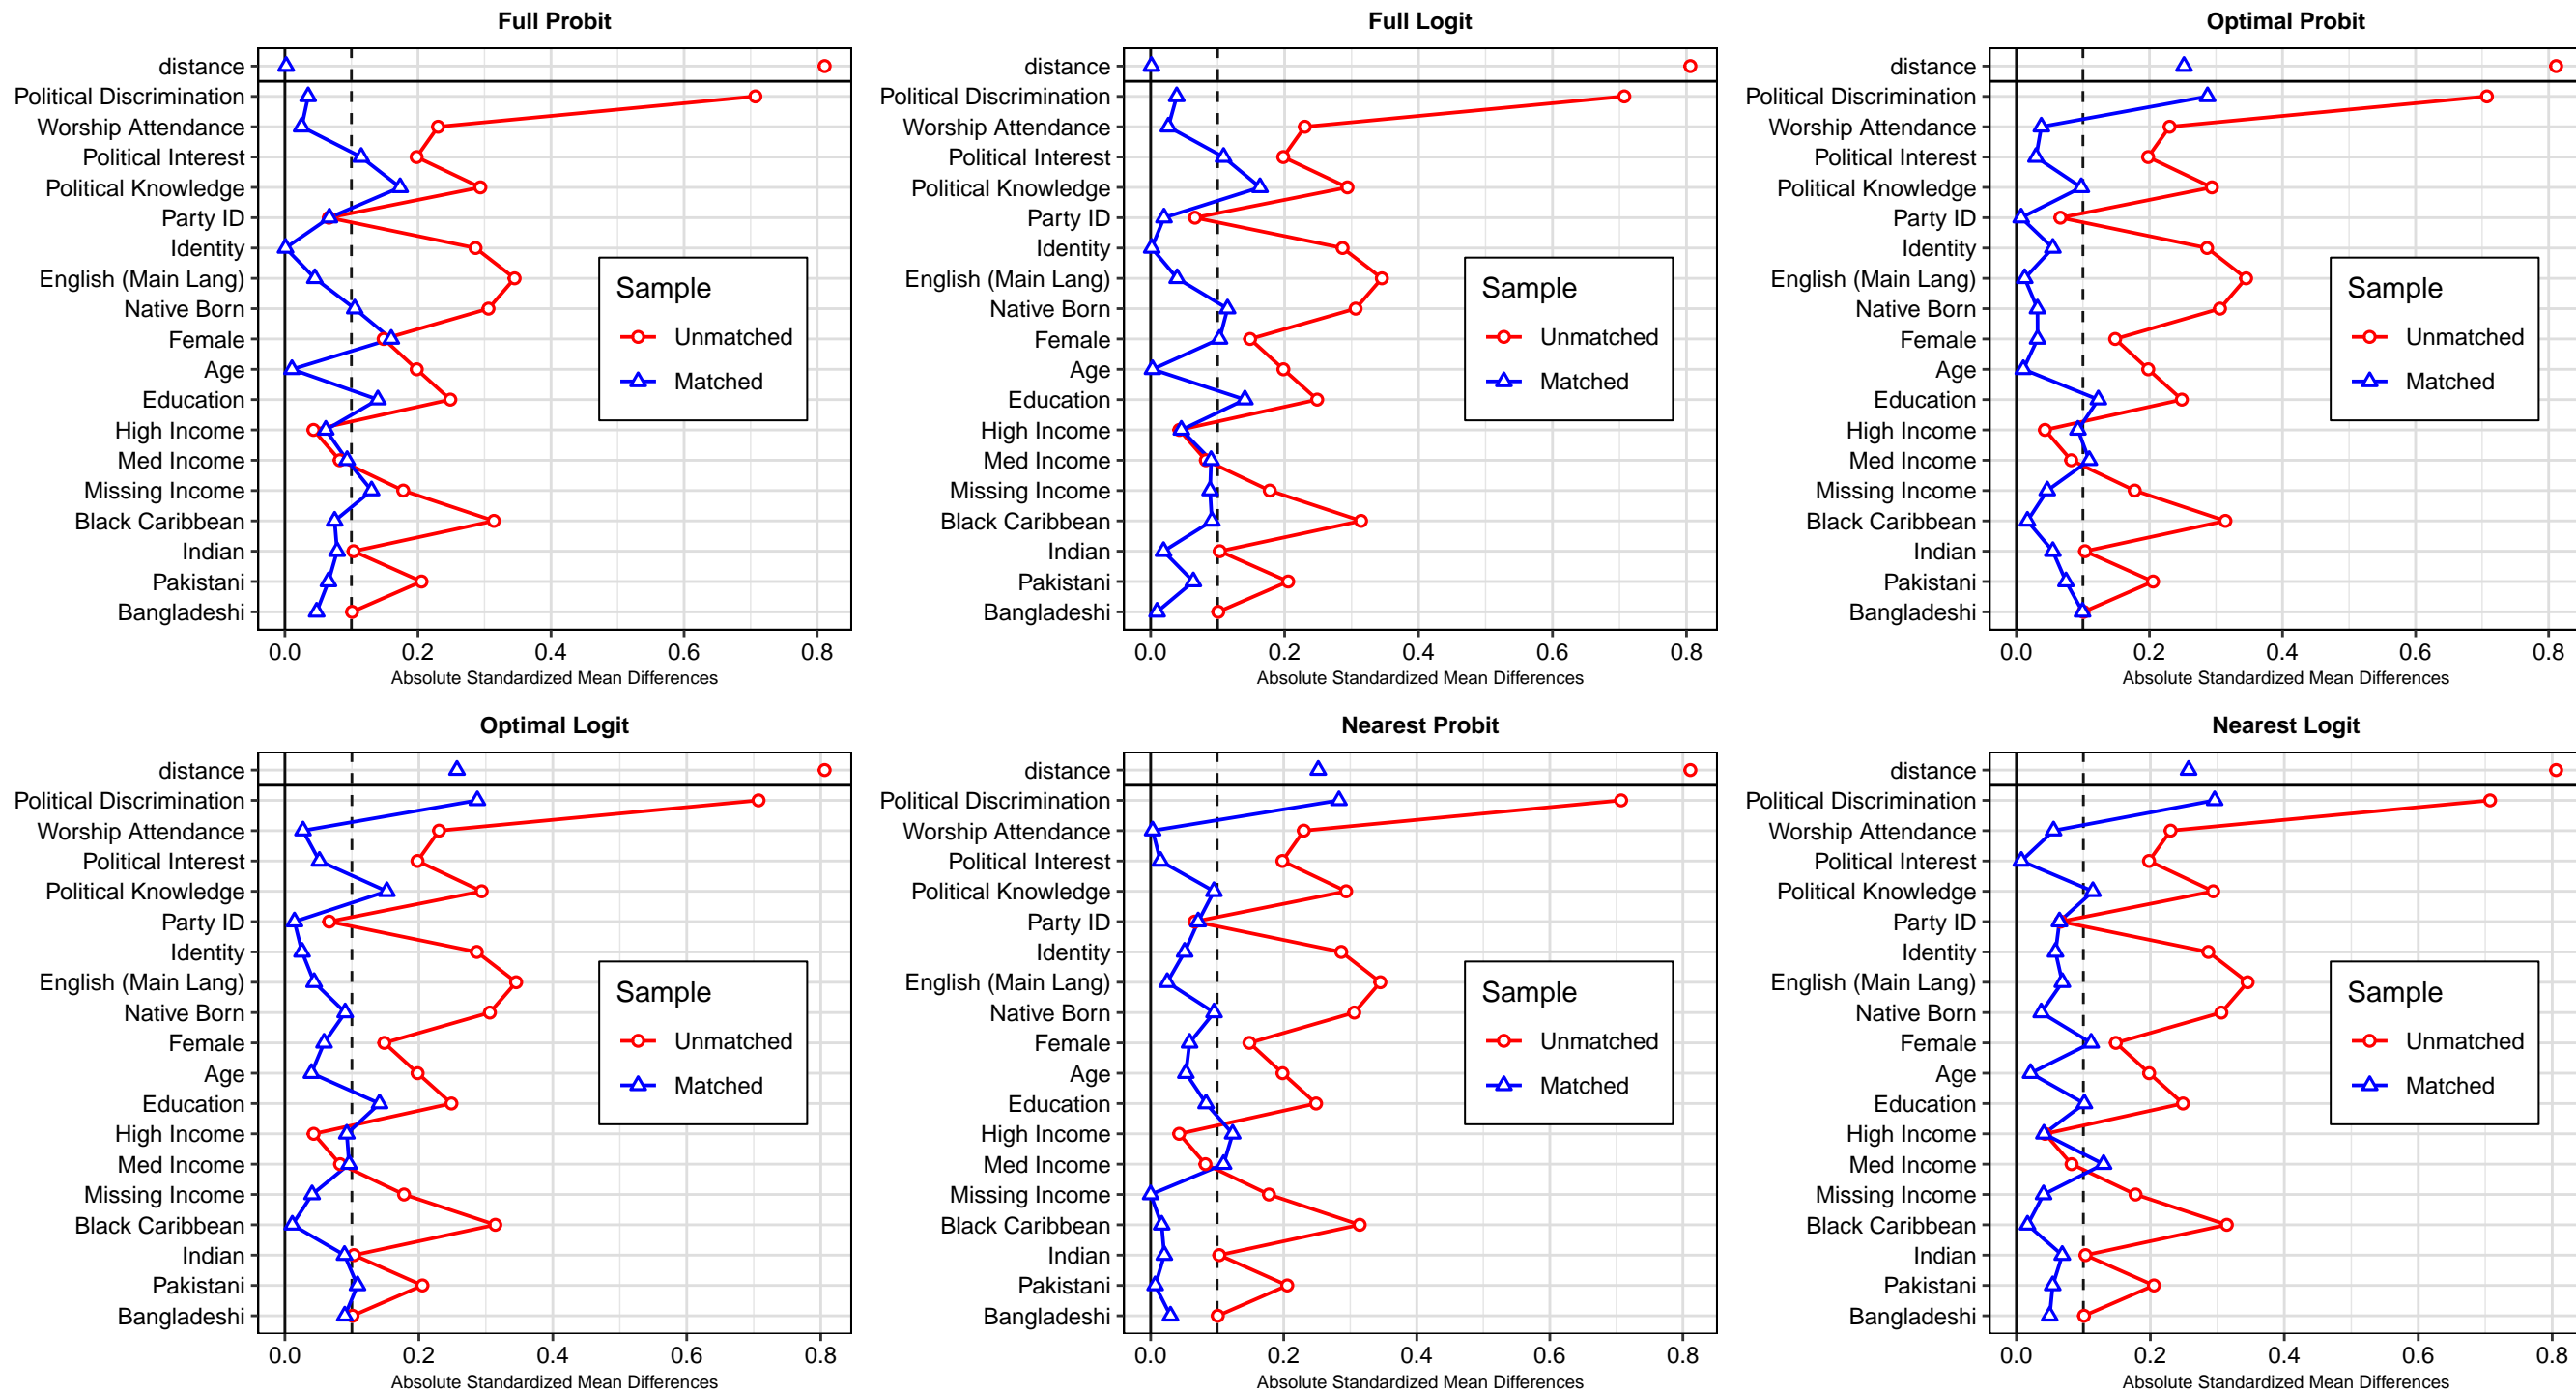 Full Probit
distance
Political Discrimination
Worship Attendance
Political Interest
Political Knowledge
Party ID
Identity
English (Main Lang)
Native Born
Female
Age
Education
High Income
Med Income
Missing Income
Black Caribbean
Indian
Pakistani
Bangladeshi
Sample
Unmatched
Matched
0.0 0.2 0.4 0.6 0.8
Absolute Standardized Mean Differences
Full Logit
distance
Political Discrimination
Worship Attendance
Political Interest
Political Knowledge
Party ID
Identity
English (Main Lang)
Native Born
Female
Age
Education
High Income
Med Income
Missing Income
Black Caribbean
Indian
Pakistani
Bangladeshi
Sample
Unmatched
Matched
0.0 0.2 0.4 0.6 0.8
Absolute Standardized Mean Differences
Optimal Probit
distance
Political Discrimination
Worship Attendance
Political Interest
Political Knowledge
Party ID
Identity
English (Main Lang)
Native Born
Female
Age
Education
High Income
Med Income
Missing Income
Black Caribbean
Indian
Pakistani
Bangladeshi
Sample
Unmatched
Matched
0.0 0.2 0.4 0.6 0.8
Absolute Standardized Mean Differences
Optimal Logit
distance
Political Discrimination
Worship Attendance
Political Interest
Political Knowledge
Party ID
Identity
English (Main Lang)
Native Born
Female
Age
Education
High Income
Med Income
Missing Income
Black Caribbean
Indian
Pakistani
Bangladeshi
Sample
Unmatched
Matched
0.0 0.2 0.4 0.6 0.8
Absolute Standardized Mean Differences
Nearest Probit
distance
Political Discrimination
Worship Attendance
Political Interest
Political Knowledge
Party ID
Identity
English (Main Lang)
Native Born
Female
Age
Education
High Income
Med Income
Missing Income
Black Caribbean
Indian
Pakistani
Bangladeshi
Sample
Unmatched
Matched
0.0 0.2 0.4 0.6 0.8
Absolute Standardized Mean Differences
Nearest Logit
distance
Political Discrimination
Worship Attendance
Political Interest
Political Knowledge
Party ID
Identity
English (Main Lang)
Native Born
Female
Age
Education
High Income
Med Income
Missing Income
Black Caribbean
Indian
Pakistani
Bangladeshi
Sample
Unmatched
Matched
0.0 0.2 0.4 0.6 0.8
Absolute Standardized Mean Differences